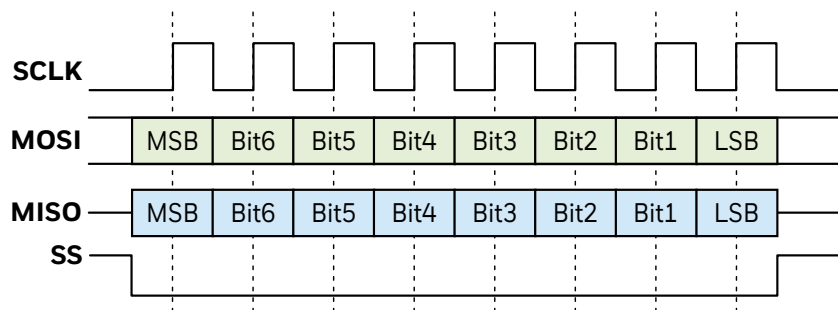 SCLK
MOSI MSB Bit6 Bit5 Bit4 Bit3 Bit2 Bit1 LSB
MISO MSB Bit6 Bit5 Bit4 Bit3 Bit2 Bit1 LSB
SS